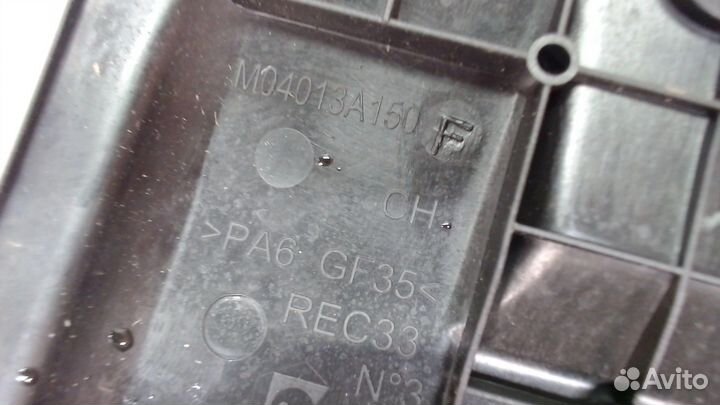 M04013A150 F
CH
>PA6 GF35<
REC33
N°3
Avito